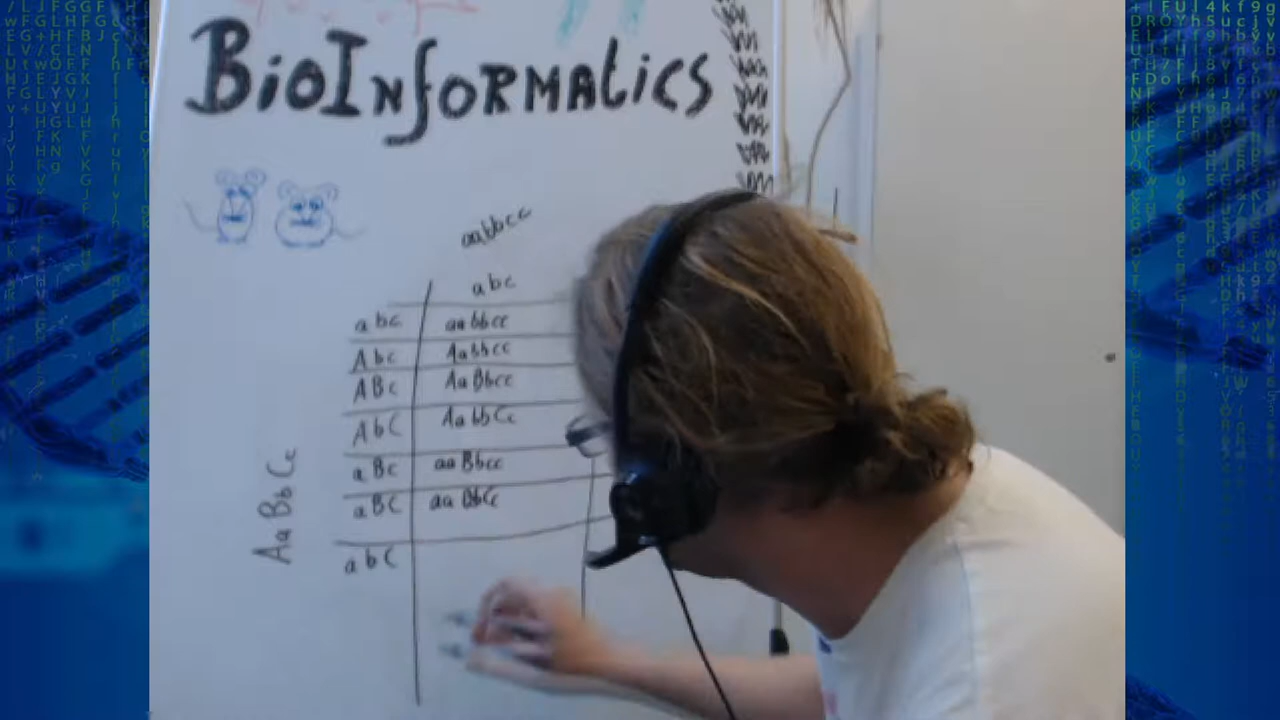 BioInformatics
aabbcc
abc
abc aabbcc
Abc Aabbcc
ABc AaBbcc
AbC AabbCc
aBc aaBbcc
aBC aaBbCc
abC
AaBbCc